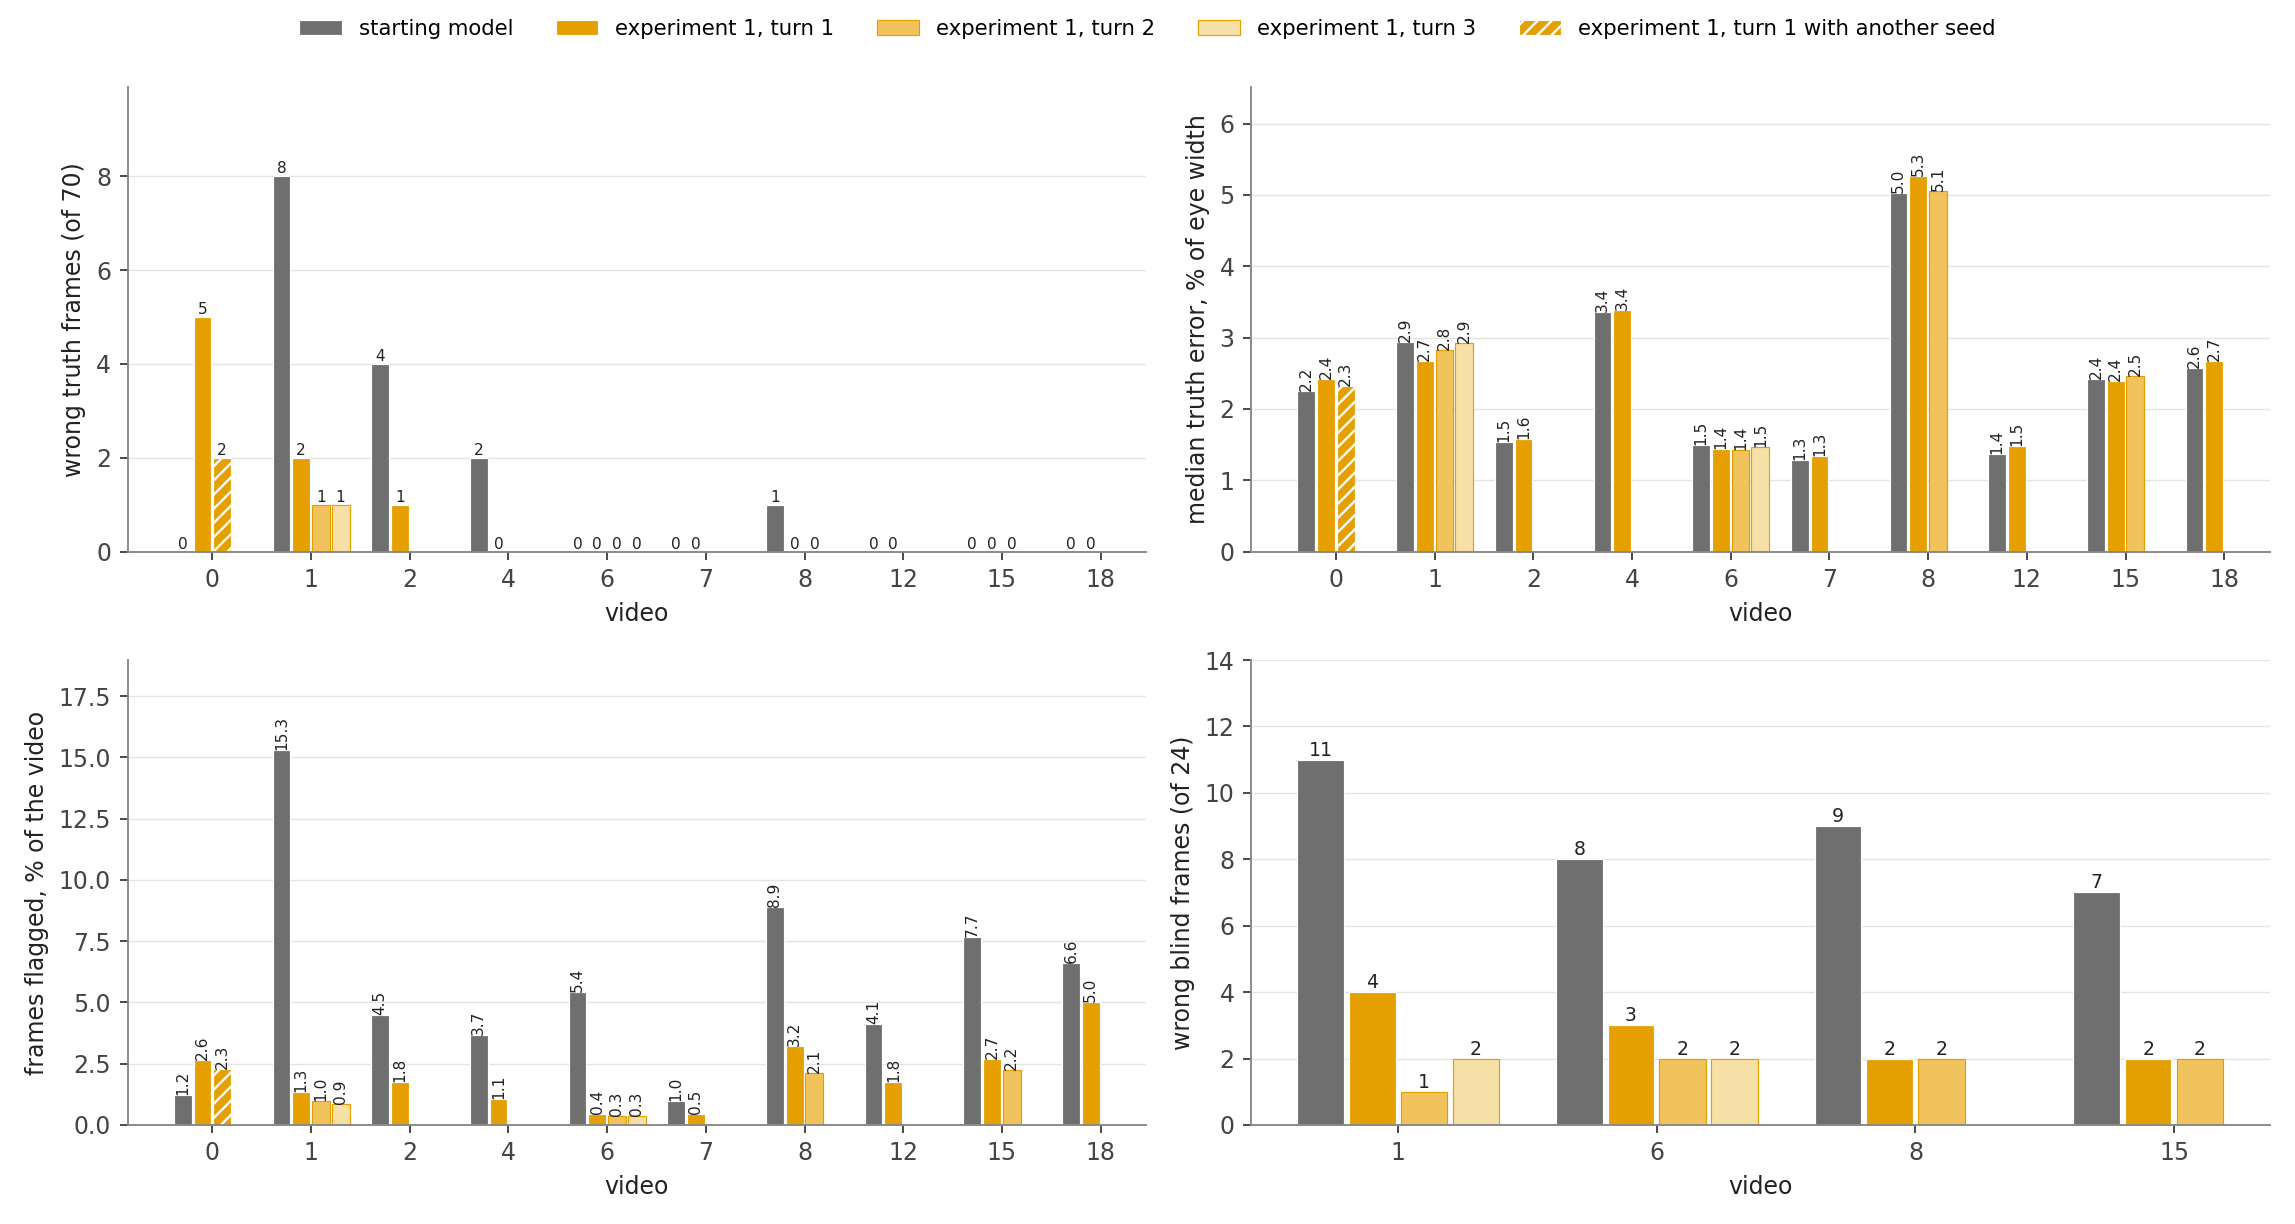 starting model
experiment 1, turn 1
experiment 1, turn 2
experiment 1, turn 3
experiment 1, turn 1 with another seed
wrong truth frames (of 70)
8
6
4
2
0
0 5 2
8 2 1 1
4 1
2 0
0 0 0 0
0 0
1 0 0
0 0
0 0 0
0 0
0 1 2 4 6 7 8 12 15 18
video
median truth error, % of eye width
6
5
4
3
2
1
0
2.2 2.4 2.3
2.9 2.7 2.8 2.9
1.5 1.6
3.4 3.4
1.5 1.4 1.4 1.5
1.3 1.3
5.0 5.3 5.1
1.4 1.5
2.4 2.4 2.5
2.6 2.7
0 1 2 4 6 7 8 12 15 18
video
frames flagged, % of the video
17.5
15.0
12.5
10.0
7.5
5.0
2.5
0.0
1.2 2.6 2.3
15.3 1.3 1.0 0.9
4.5 1.8
3.7 1.1
5.4 0.4 0.3 0.3
1.0 0.5
8.9 3.2 2.1
4.1 1.8
7.7 2.7 2.2
6.6 5.0
0 1 2 4 6 7 8 12 15 18
video
wrong blind frames (of 24)
14
12
10
8
6
4
2
0
11 4 1 2
8 3 2 2
9 2 2
7 2 2
1 6 8 15
video